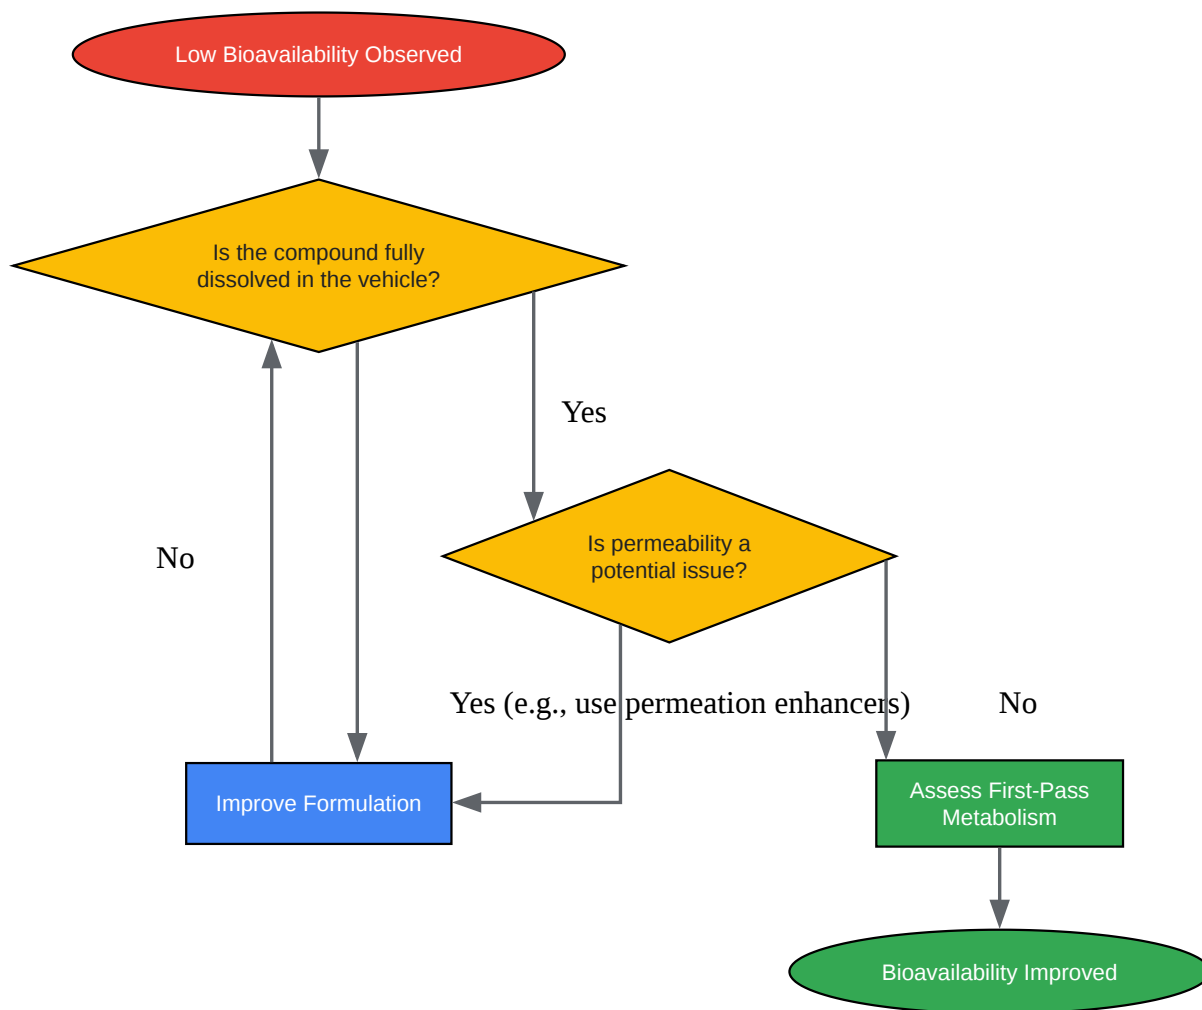 Low Bioavailability Observed
Is the compound fully
dissolved in the vehicle?
Yes
Is permeability a
potential issue?
No
Yes (e.g., use permeation enhancers)
No
Improve Formulation
Assess First-Pass
Metabolism
Bioavailability Improved